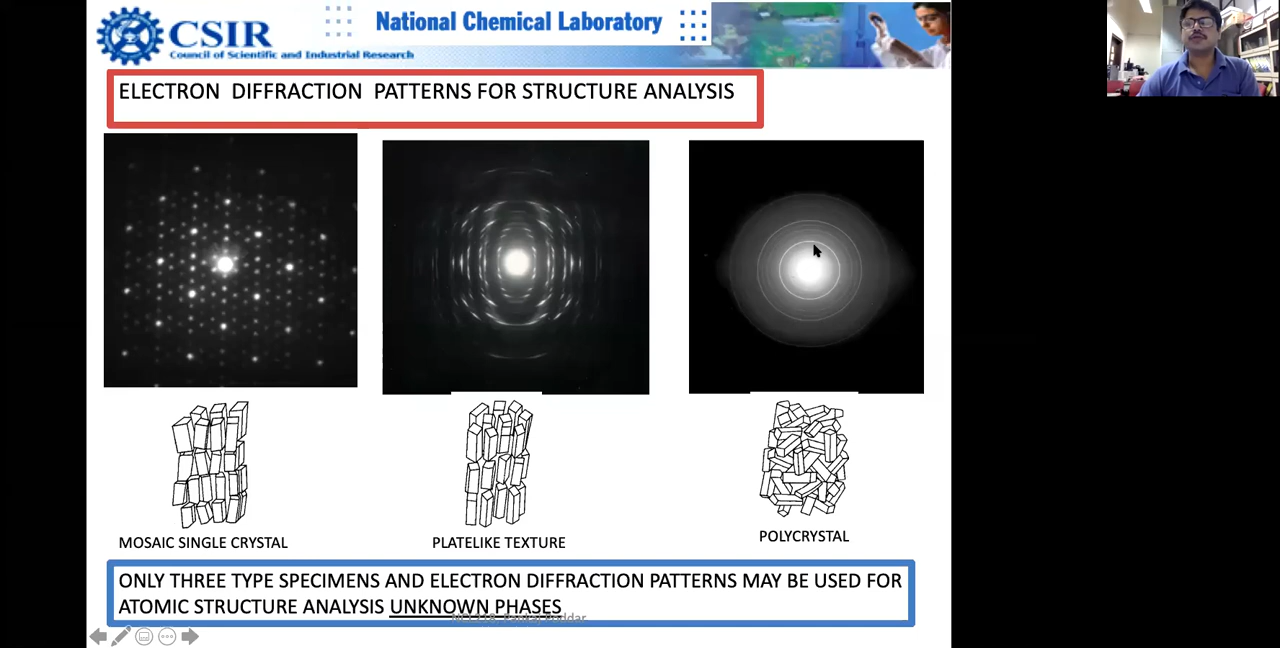 CSIR
Council of Scientific and Industrial Research
National Chemical Laboratory
ELECTRON DIFFRACTION PATTERNS FOR STRUCTURE ANALYSIS
MOSAIC SINGLE CRYSTAL
PLATELIKE TEXTURE
POLYCRYSTAL
ONLY THREE TYPE SPECIMENS AND ELECTRON DIFFRACTION PATTERNS MAY BE USED FOR
ATOMIC STRUCTURE ANALYSIS UNKNOWN PHASES
Pankaj Poddar